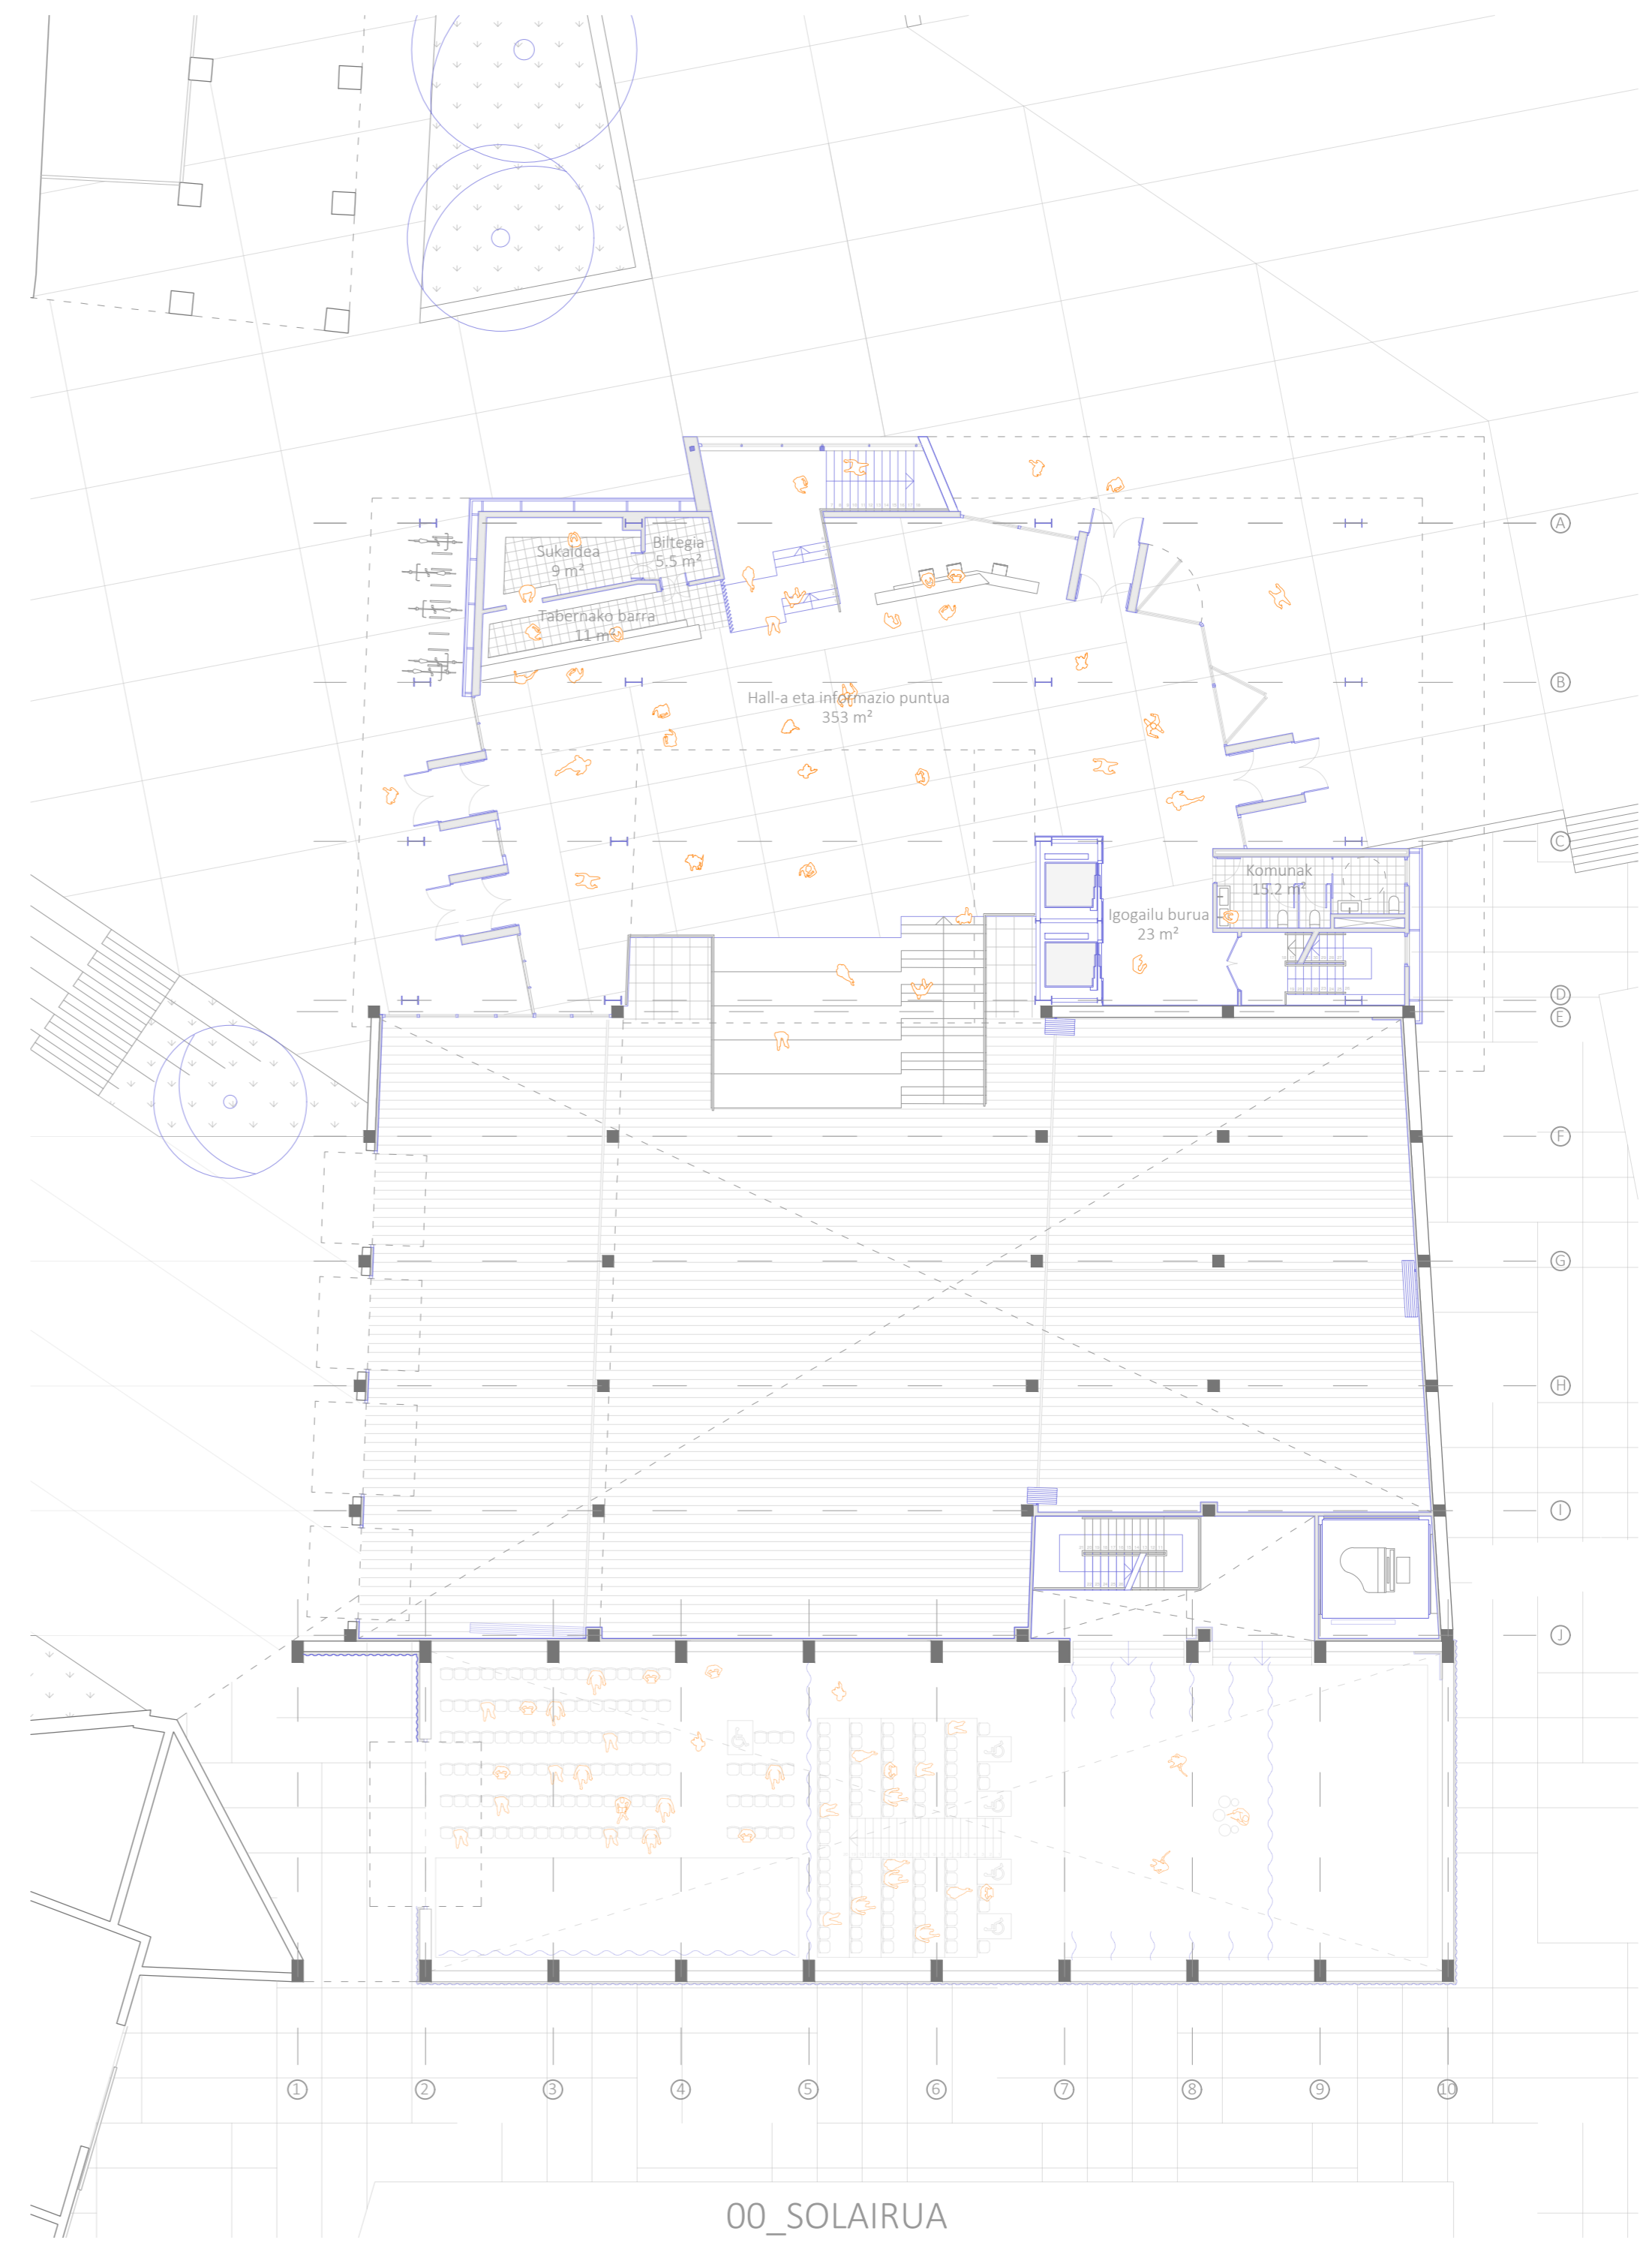 Sukaldea
9 m²
Biltegia
5.5 m²
Tabernako barra
11 m²
Hall-a eta informazio puntua
353 m²
Komunak
15.2 m²
Igogailu burua
23 m²
A
B
C
D
E
F
G
H
I
J
1
2
3
4
5
6
7
8
9
10
00_SOLAIRUA